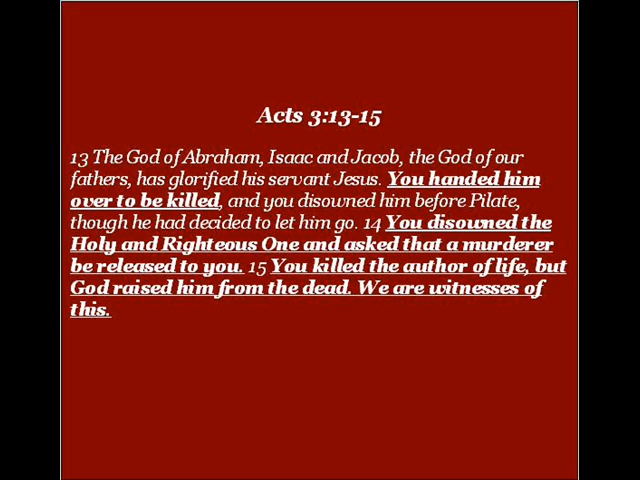 Acts 3:13-15
13 The God of Abraham, Isaac and Jacob, the God of our
fathers, has glorified his servant Jesus. You handed him
over to be killed, and you disowned him before Pilate,
though he had decided to let him go. 14 You disowned the
Holy and Righteous One and asked that a murderer
be released to you. 15 You killed the author of life, but
God raised him from the dead. We are witnesses of
this.